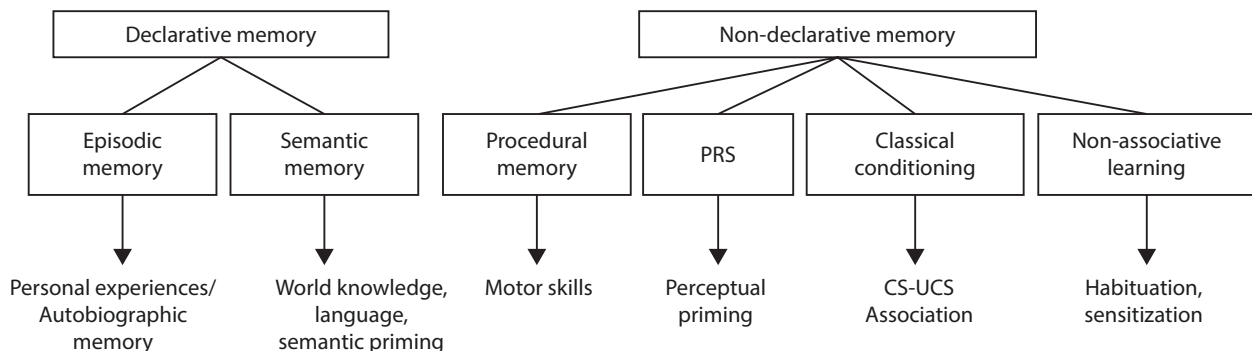 Declarative memory
Non-declarative memory
Episodic
memory
Semantic
memory
Procedural
memory
PRS
Classical
conditioning
Non-associative
learning
Personal experiences/
Autobiographic
memory
World knowledge,
language,
semantic priming
Motor skills
Perceptual
priming
CS-UCS
Association
Habituation,
sensitization